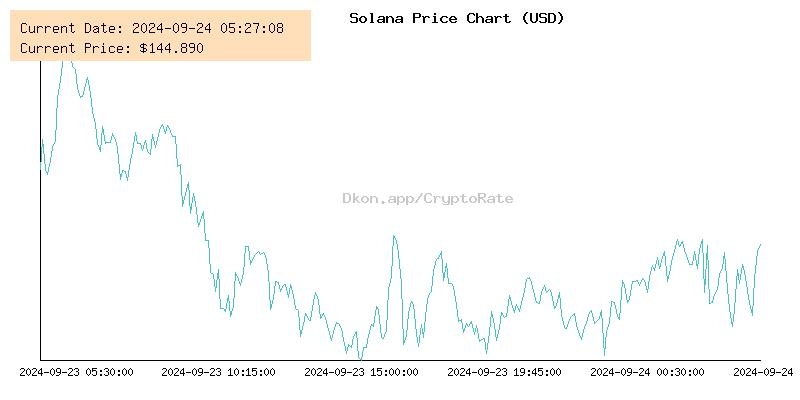 Solana Price Chart (USD)
Current Date: 2024-09-24 05:27:08
Current Price: $144.890
Dkon.app/CryptoRate
2024-09-23 05:30:00
2024-09-23 10:15:00
2024-09-23 15:00:00
2024-09-23 19:45:00
2024-09-24 00:30:00
2024-09-24